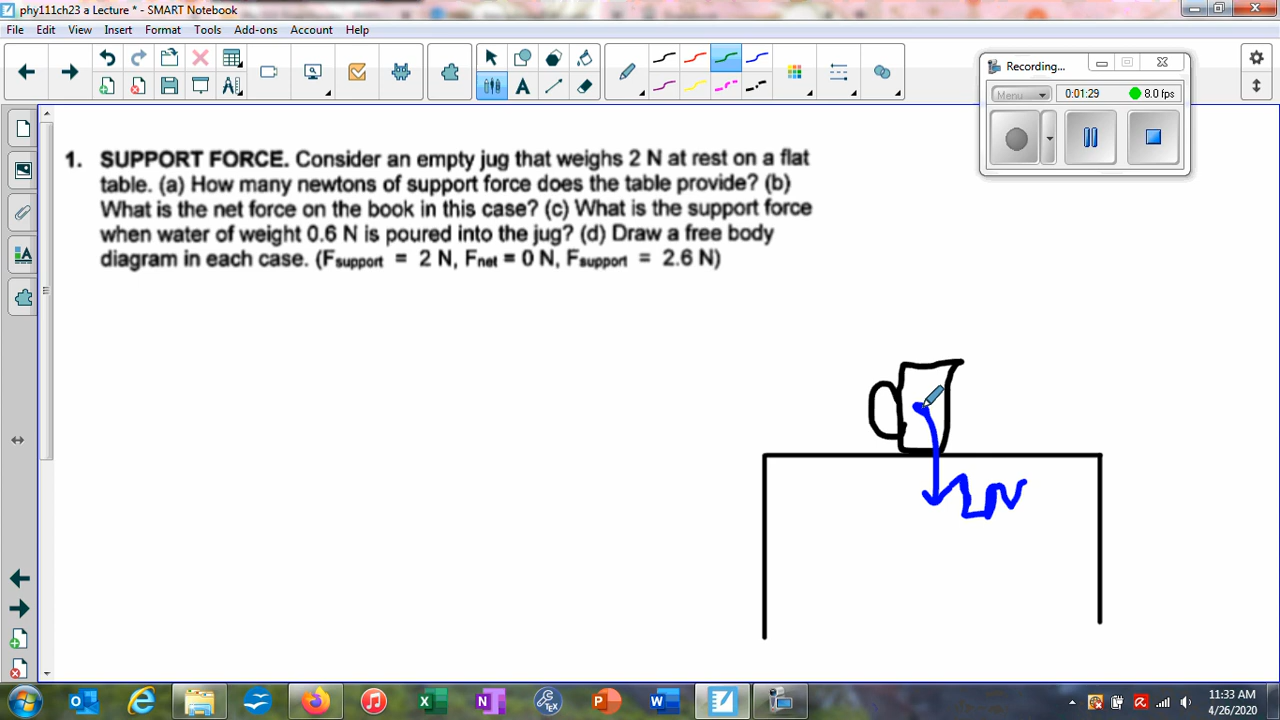 phy111ch23 a Lecture * - SMART Notebook
File Edit View Insert Format Tools Add-ons Account Help
Recording...
Menu 0:01:29 8.0 fps
1. SUPPORT FORCE. Consider an empty jug that weighs 2 N at rest on a flat
table. (a) How many newtons of support force does the table provide? (b)
What is the net force on the book in this case? (c) What is the support force
when water of weight 0.6 N is poured into the jug? (d) Draw a free body
diagram in each case. (Fsupport = 2 N, Fnet = 0 N, Fsupport = 2.6 N)
2N
11:33 AM
4/26/2020